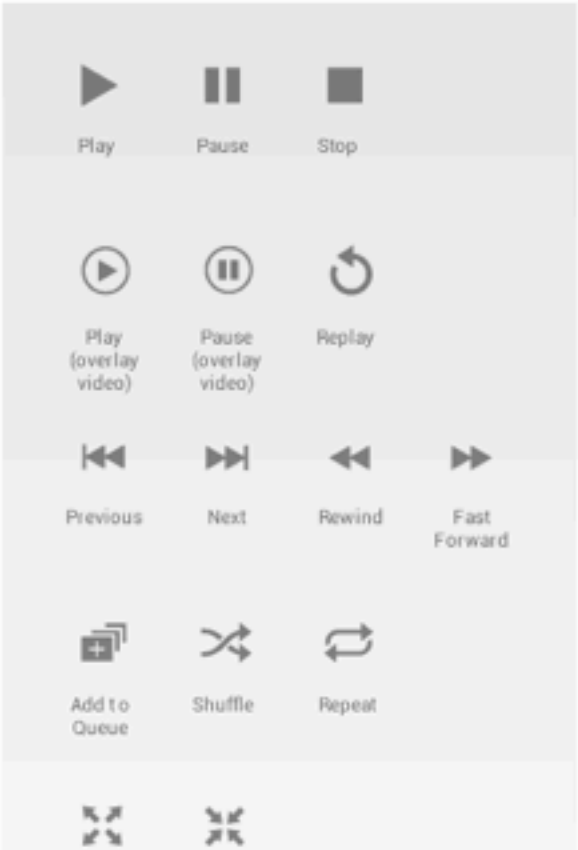 Play Pause Stop
Play Pause Replay
(overlay (overlay
video) video)
Previous Next Rewind Fast
Forward
Add to Shuffle Repeat
Queue